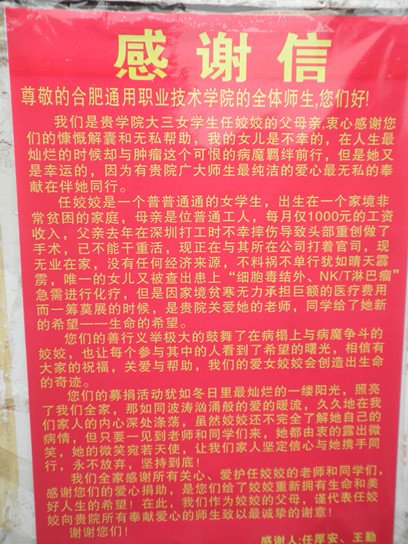 感谢信
尊敬的合肥通用职业技术学院的全体师生,您们好!
我们是贵学院大三女学生任姣姣的父母亲,衷心感谢您
们的慷慨解囊和无私帮助，我的女儿是不幸的，在人生最
灿烂的时候却与肿瘤这个可恨的病魔羁绊前行，但是她又
是幸运的，因为有贵院广大师生最纯洁的爱心最无私的奉
献在伴她同行。
任姣姣是一个普普通通的女学生，出生在一个家境非
常贫困的家庭，母亲是位普通工人，每月仅1000元的工资
收入，父亲去年在深圳打工时不幸摔伤导致头部重创做了
手术，已不能干重活，现正在与其所在公司打着官司，现
无业在家，没有任何经济来源，不料祸不单行犹如晴天霹
雳，唯一的女儿又被查出患上“细胞毒结外、NK/T淋巴瘤”
急需进行化疗，但是因家境贫寒无力承担巨额的医疗费用
而一筹莫展的时候，是贵院关爱她的老师，同学给了她新
的希望——生命的希望。
您们的善行义举极大的鼓舞了在病榻上与病魔争斗的
姣姣，也让每个参与其中的人看到了希望的曙光，相信有
大家的祝福，关爱与帮助，我们的爱女姣姣会创造出生命
的奇迹。
您们的募捐活动犹如冬日里最灿烂的一缕阳光，照亮
了我们全家，那如同波涛汹涌般的爱的暖流，久久地在我
们家人的内心深处涤荡，虽然姣姣还不完全了解她自己的
病情，但只要一见到老师和同学们来，她都由衷的露出微
笑，她的微笑宛若天使，让我们家人坚定信心与她携手同
行，永不放弃，坚持到底！
我们全家感谢所有关心、爱护任姣姣的老师和同学们，
感谢您们的爱心捐助，是您们给了姣姣重新拥有生命和美
好人生的希望！在此，我们作为姣姣的父母，谨代表任姣
姣向贵院所有奉献爱心的师生致以最诚挚的谢意！
谢谢您们！
感谢人:任厚安、王勤